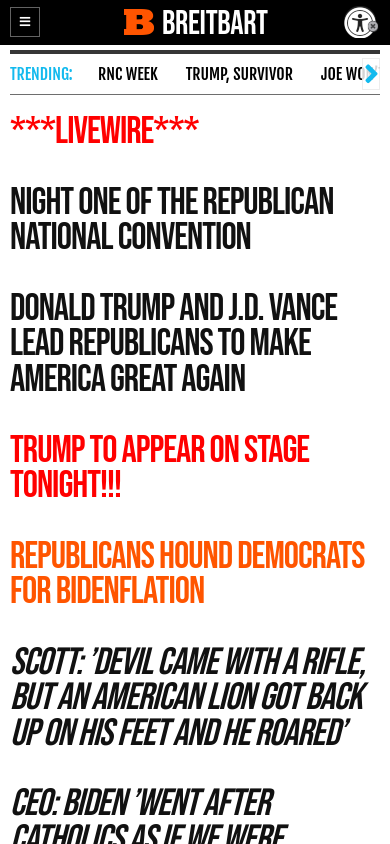 B BREITBART
TRENDING: RNC WEEK TRUMP, SURVIVOR JOE
***LIVEWIRE***
NIGHT ONE OF THE REPUBLICAN
NATIONAL CONVENTION
DONALD TRUMP AND J.D. VANCE
LEAD REPUBLICANS TO MAKE
AMERICA GREAT AGAIN
TRUMP TO APPEAR ON STAGE
TONIGHT!!!
REPUBLICANS HOUND DEMOCRATS
FOR BIDENFLATION
SCOTT: ’DEVIL CAME WITH A RIFLE,
BUT AN AMERICAN LION GOT BACK
UP ON HIS FEET AND HE ROARED’
CEO: BIDEN ’WENT AFTER
CATHOLICS AS IF WE WERE